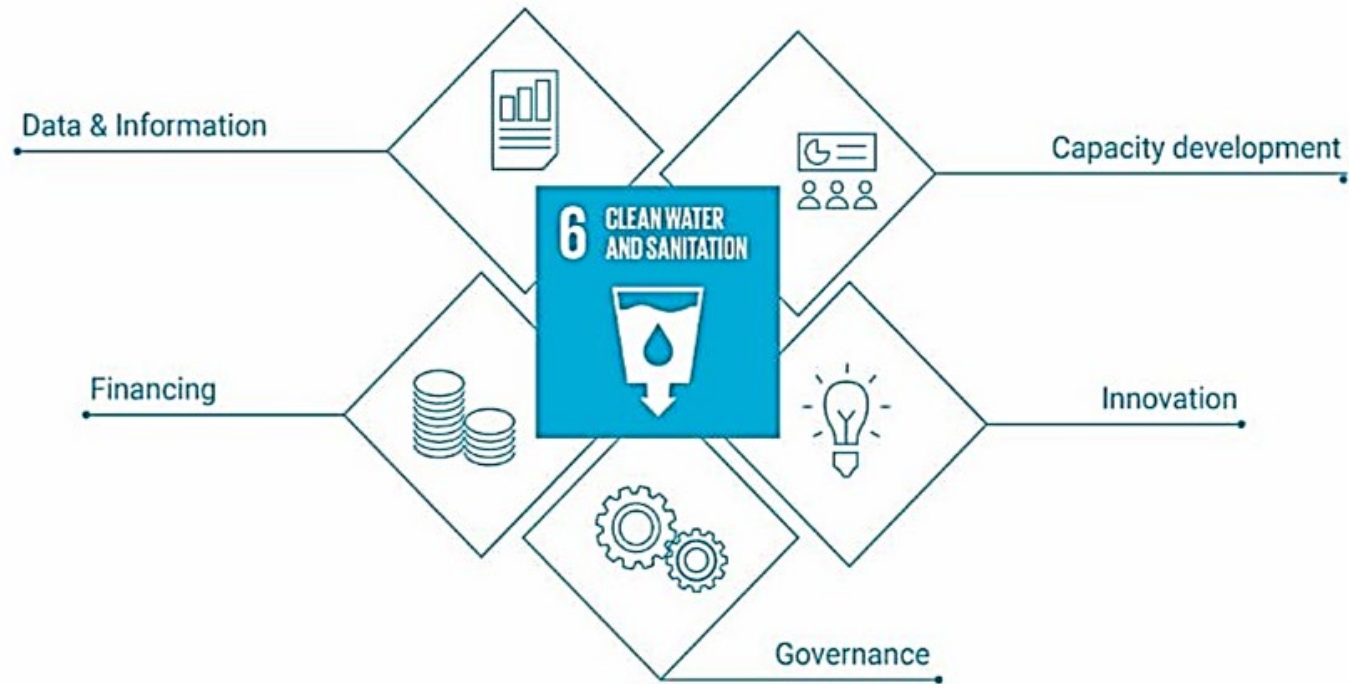 Data & Information
Capacity development
6 CLEAN WATER
AND SANITATION
Financing
Innovation
Governance